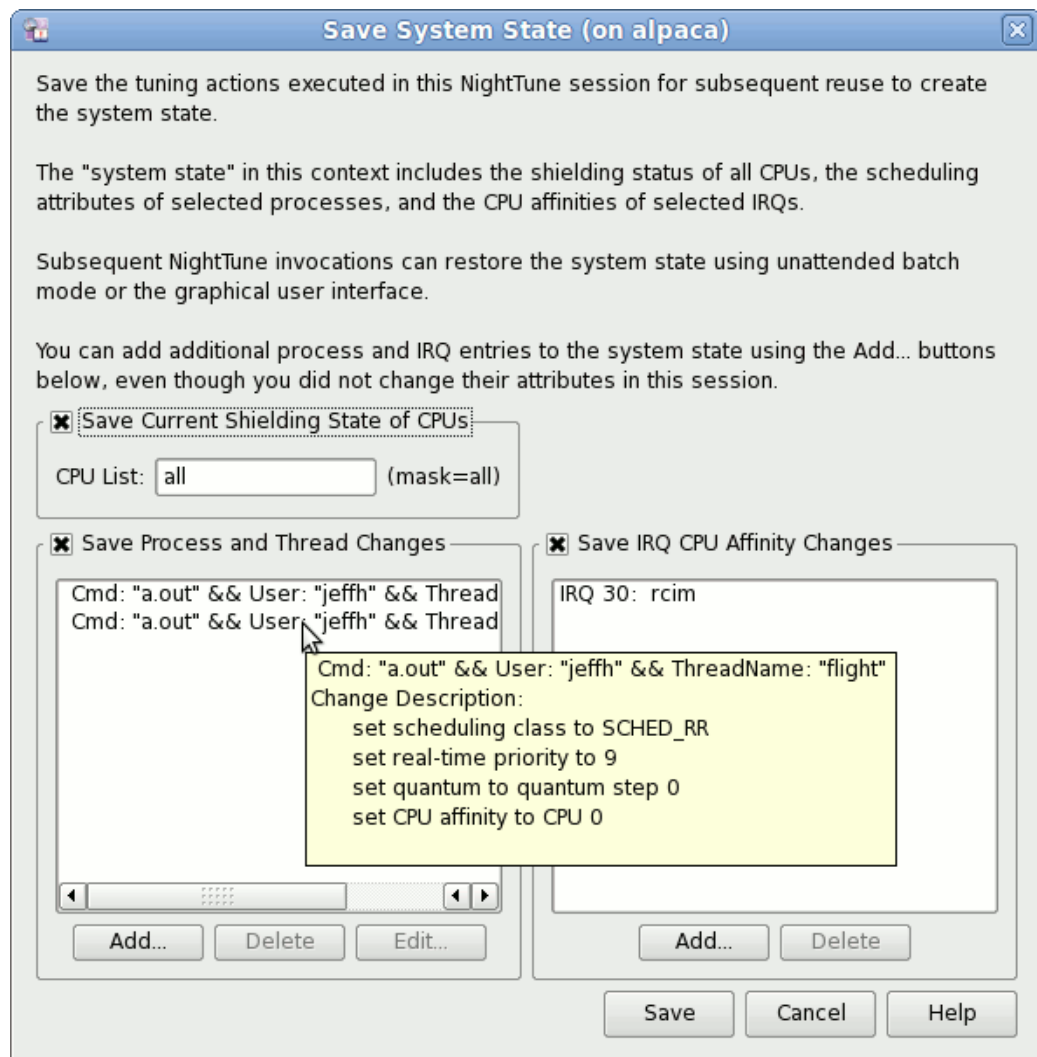 Save System State (on alpaca)
Save the tuning actions executed in this NightTune session for subsequent reuse to create
the system state.
The "system state" in this context includes the shielding status of all CPUs, the scheduling
attributes of selected processes, and the CPU affinities of selected IRQs.
Subsequent NightTune invocations can restore the system state using unattended batch
mode or the graphical user interface.
You can add additional process and IRQ entries to the system state using the Add... buttons
below, even though you did not change their attributes in this session.
Save Current Shielding State of CPUs
CPU List: all (mask=all)
Save Process and Thread Changes
Cmd: "a.out" && User: "jeffh" && Thread
Cmd: "a.out" && User: "jeffh" && Thread
Cmd: "a.out" && User: "jeffh" && ThreadName: "flight"
Change Description:
set scheduling class to SCHED_RR
set real-time priority to 9
set quantum to quantum step 0
set CPU affinity to CPU 0
Add... Delete Edit...
Save IRQ CPU Affinity Changes
IRQ 30: rcim
Add... Delete
Save Cancel Help